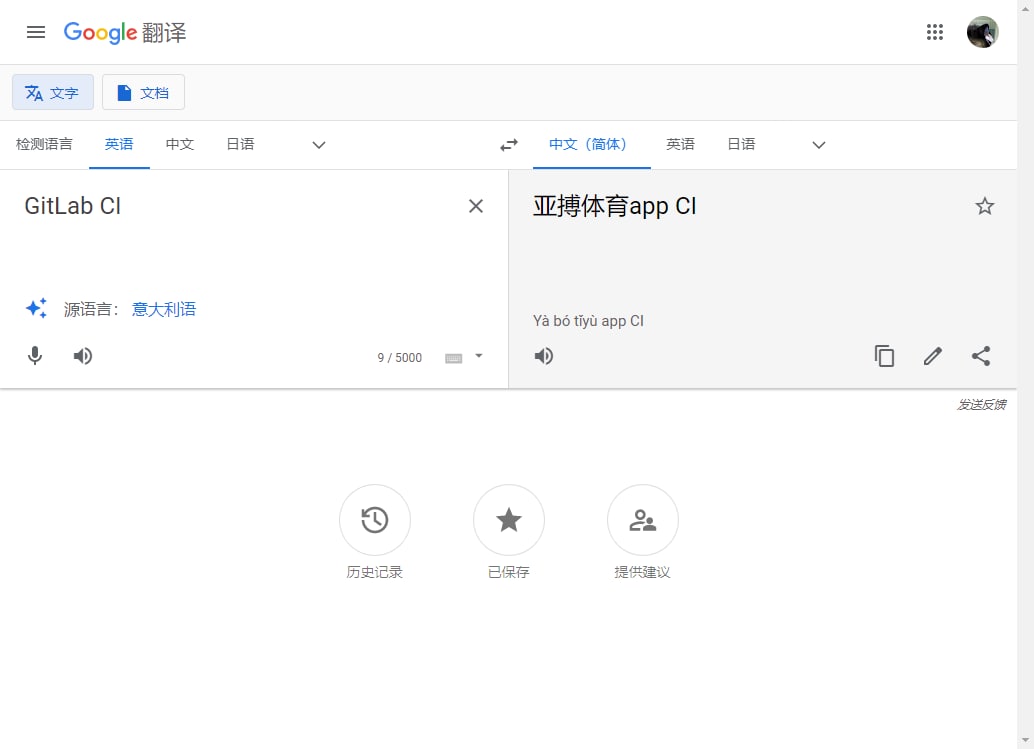 Google 翻译
文字 文档
检测语言 英语 中文 日语 中文（简体） 英语 日语
GitLab CI
亚搏体育app CI
源语言： 意大利语
Yà bó tǐyù app CI
9 / 5000
发送反馈
历史记录 已保存 提供建议